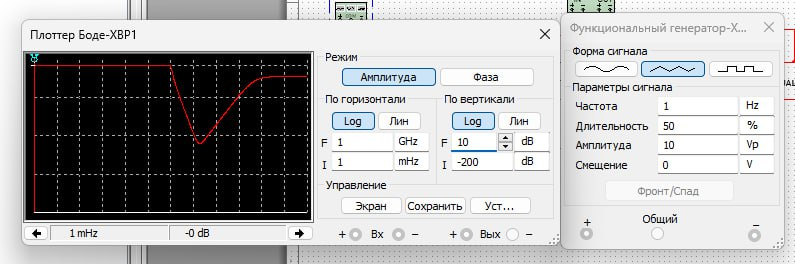 IN OUT
Плоттер Боде-XBP1
Режим
Амплитуда Фаза
По горизонтали По вертикали
Log Лин Log Лин
F 1 GHz F 10 dB
I 1 mHz I -200 dB
Управление
Экран Сохранить Уст...
1 mHz -0 dB
+ Вх − + Вых −
Функциональный генератор-X...
Форма сигнала
Параметры сигнала
Частота 1 Hz
Длительность 50 %
Амплитуда 10 Vp
Смещение 0 V
Фронт/Спад
+ Общий −